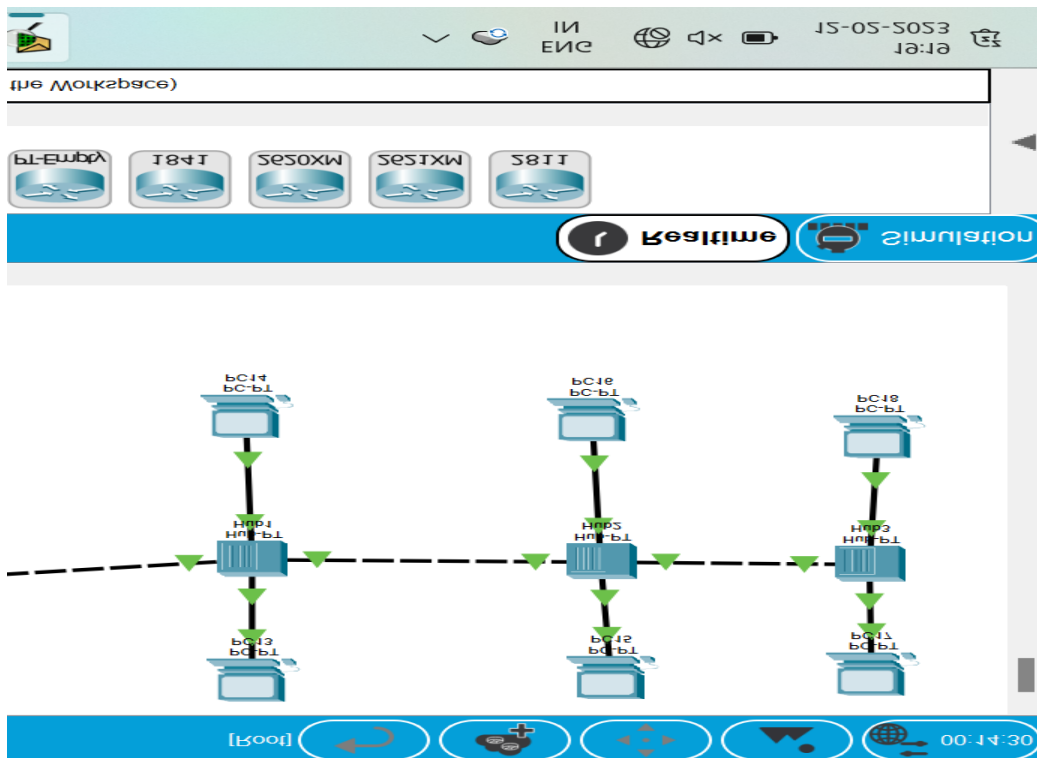 [Root]
00:14:30
PC-PT
PC13
PC-PT
PC15
PC-PT
PC17
Hub-PT
Hub1
Hub-PT
Hub2
Hub-PT
Hub3
PC-PT
PC14
PC-PT
PC16
PC-PT
PC18
Realtime
Simulation
PT-Empty
1841
2620XM
2621XM
2811
the Workspace)
ENG
IN
19:19
12-02-2023